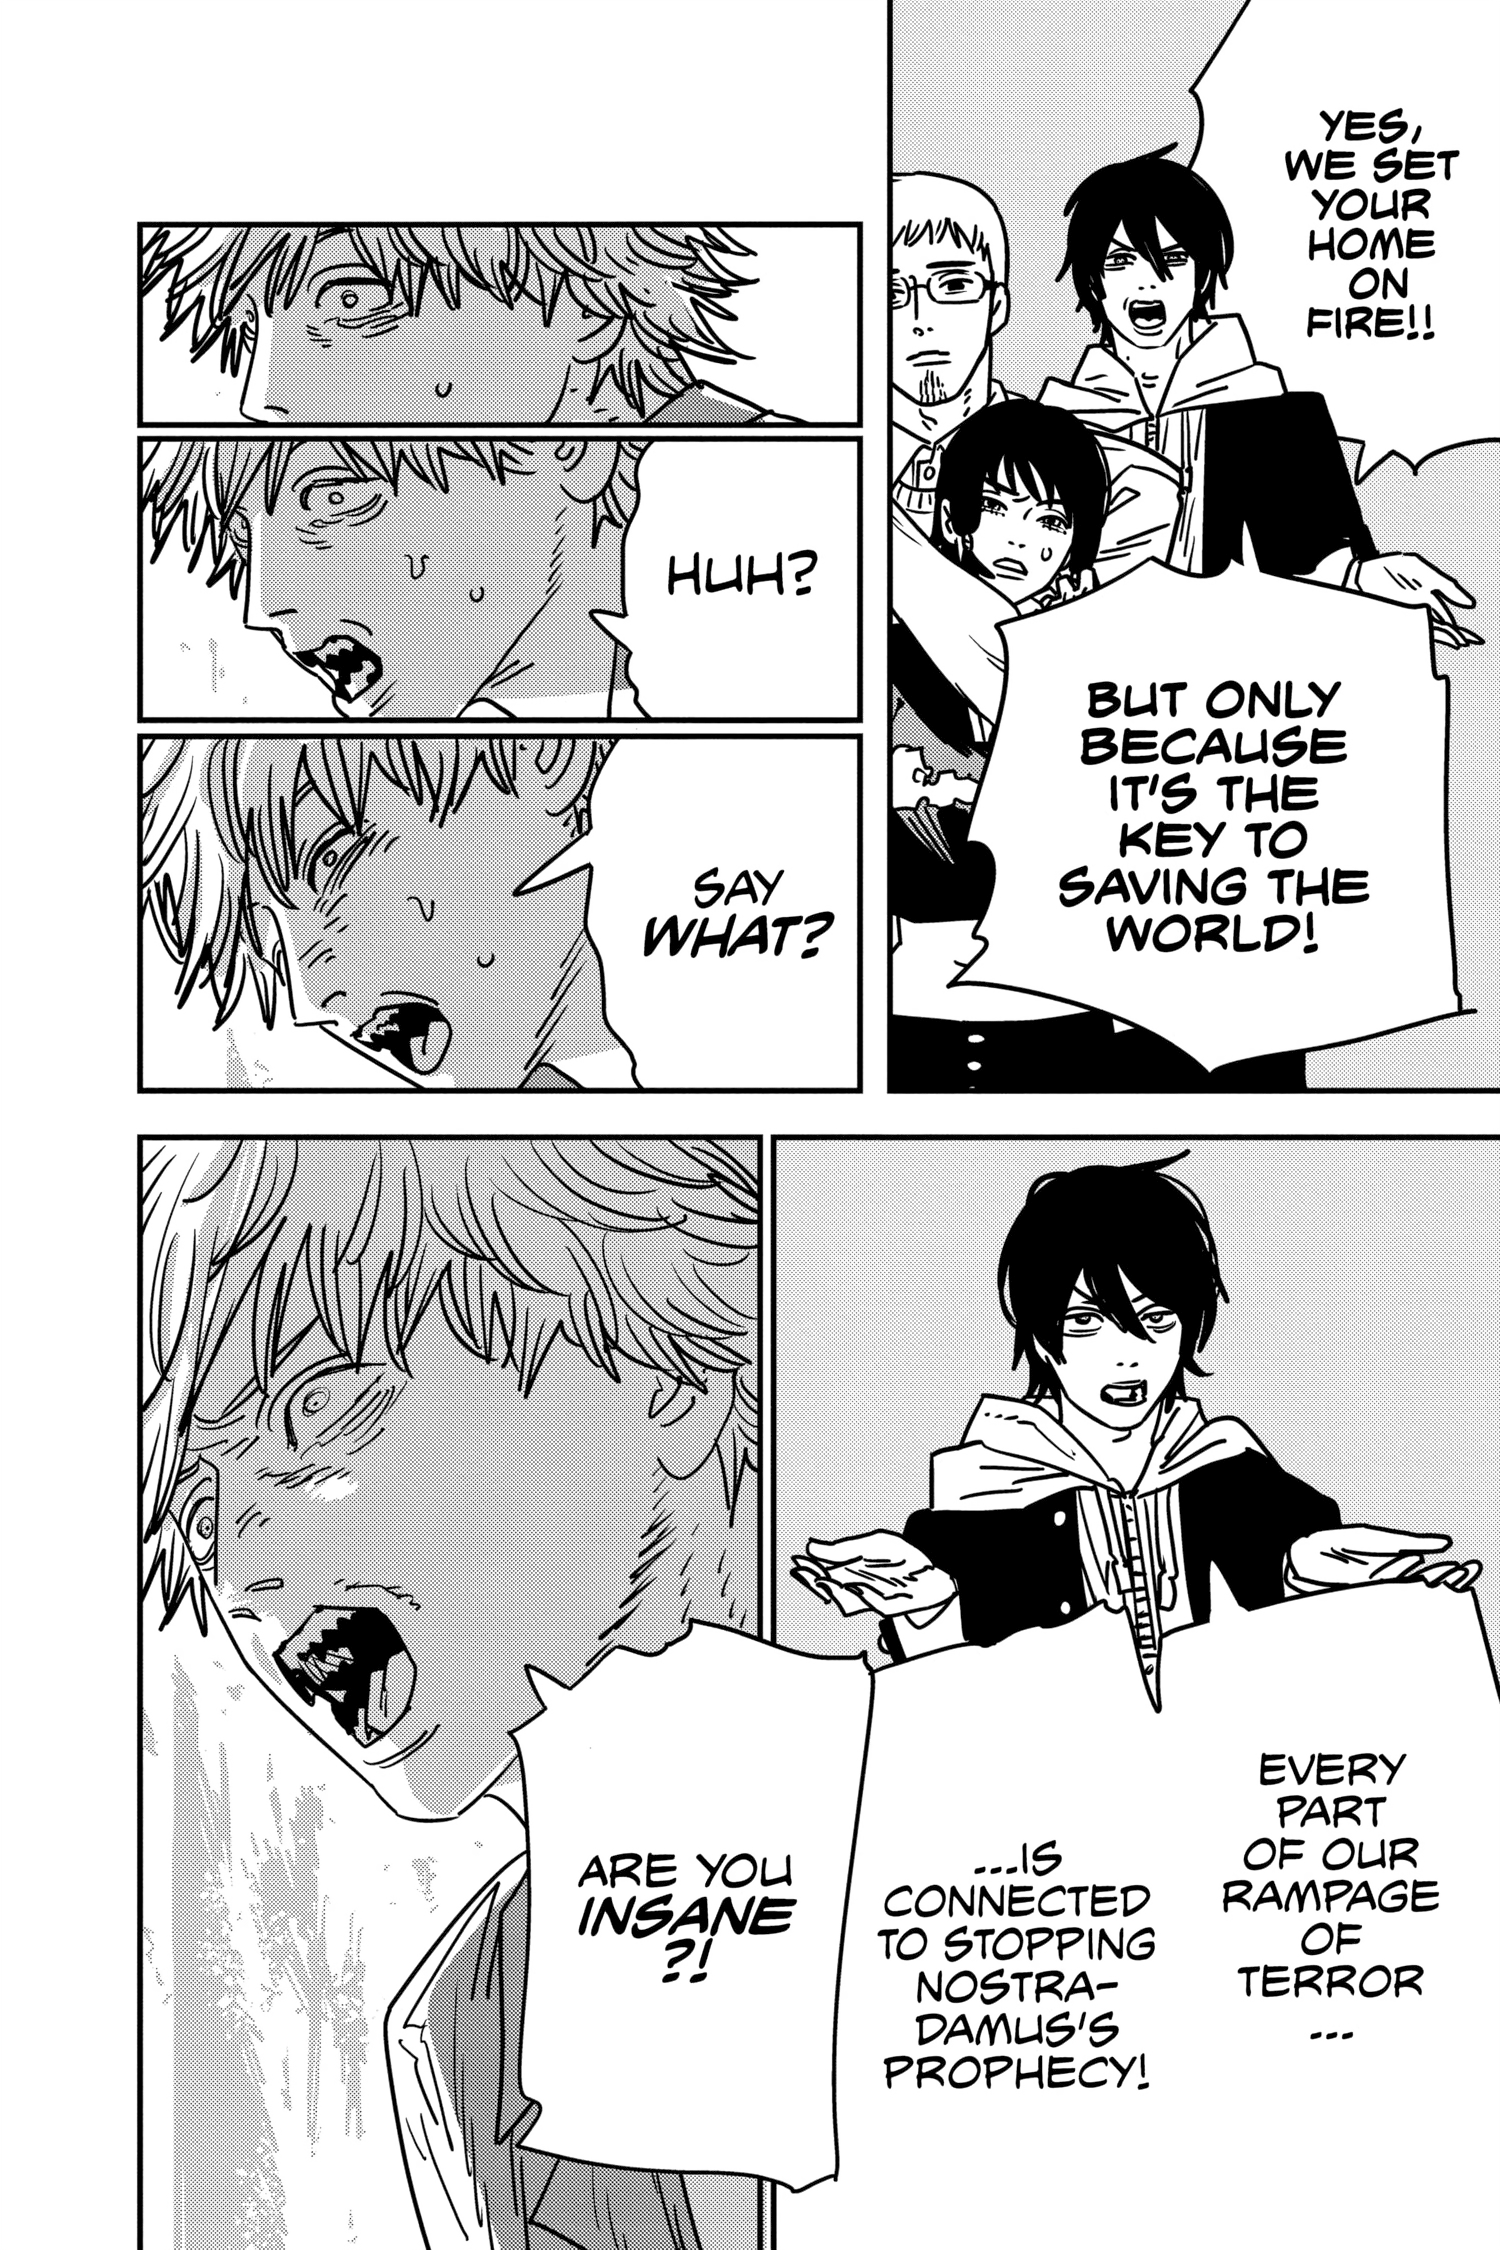 YES,
WE SET
YOUR
HOME
ON
FIRE!!
BUT ONLY
BECAUSE
IT'S THE
KEY TO
SAVING THE
WORLD!
HUH?
SAY
WHAT?
EVERY
PART
OF OUR
RAMPAGE
OF
TERROR
...
...IS
CONNECTED
TO STOPPING
NOSTRA-
DAMUS'S
PROPHECY!
ARE YOU
INSANE
?!